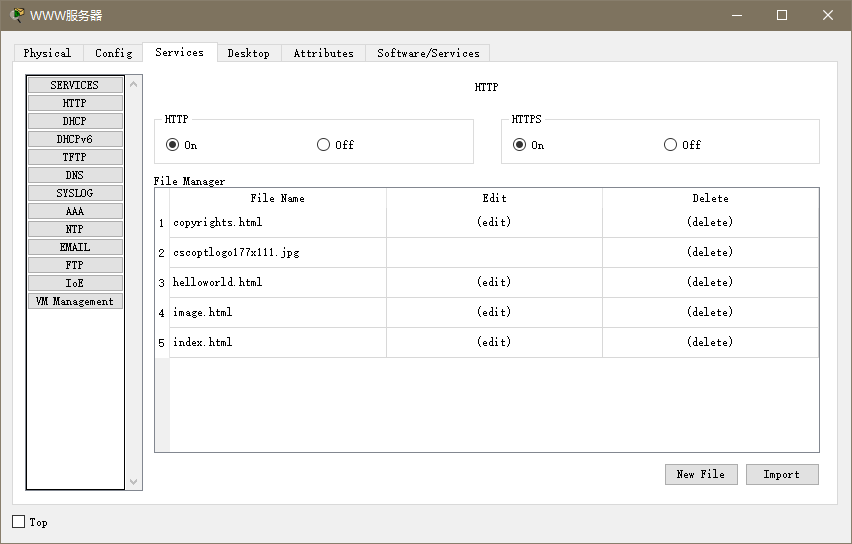 WWW服务器
Physical Config Services Desktop Attributes Software/Services
SERVICES
HTTP
DHCP
DHCPv6
TFTP
DNS
SYSLOG
AAA
NTP
EMAIL
FTP
IoE
VM Management
HTTP
HTTP
On Off
HTTPS
On Off
File Manager
File Name Edit Delete
1 copyrights.html (edit) (delete)
2 cscoptlogo177x111.jpg (delete)
3 helloworld.html (edit) (delete)
4 image.html (edit) (delete)
5 index.html (edit) (delete)
New File Import
Top